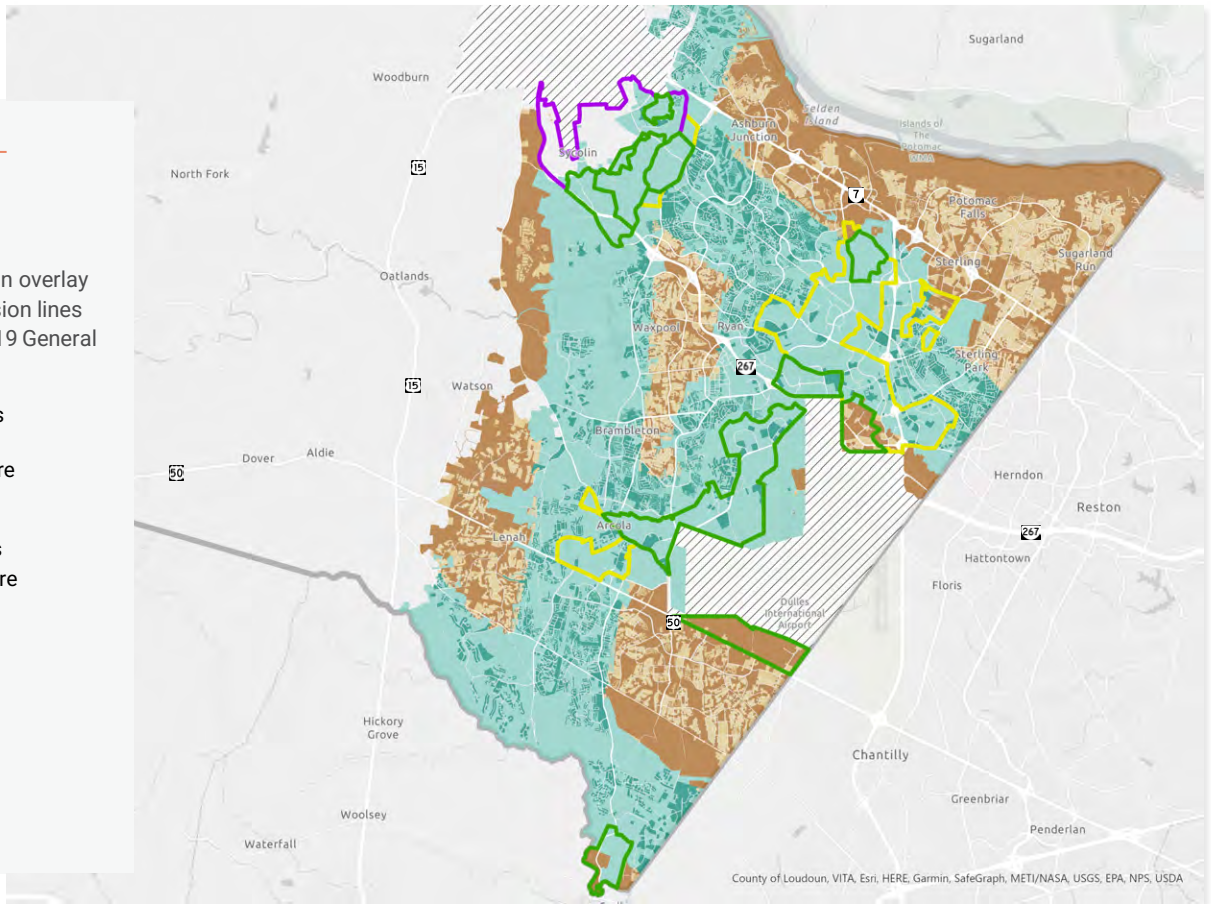 n overlay
sion lines
19 General
s
re
s
re
Sugarland
Woodburn
Selden
Island
Ashburn
Junction
Islands of
The
Potomac
WMA
Sycolin
15
North Fork
7
Potomac
Falls
Sterling
Sugarland
Run
Oatlands
Waxpool
Ryan
267
Sterling
Park
15
Watson
Brambleton
50
Dover
Aldie
Herndon
Reston
Arcola
Lenah
267
Hattontown
Floris
Dulles
International
Airport
50
Hickory
Grove
Chantilly
Greenbriar
Woolsey
Penderlan
Waterfall
County of Loudoun, VITA, Esri, HERE, Garmin, SafeGraph, METI/NASA, USGS, EPA, NPS, USDA